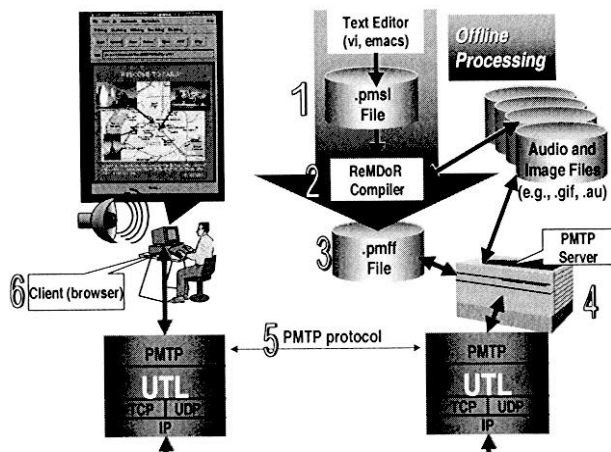 Text Editor
(vi, emacs)
Offline
Processing
1
.pmsl
File
2
ReMDoR
Compiler
Audio and
Image Files
(e.g., .gif, .au)
3
.pmff
File
PMTP
Server
4
6
Client (browser)
5
PMTP protocol
PMTP
UTL
TCP
UDP
IP
PMTP
UTL
TCP
UDP
IP